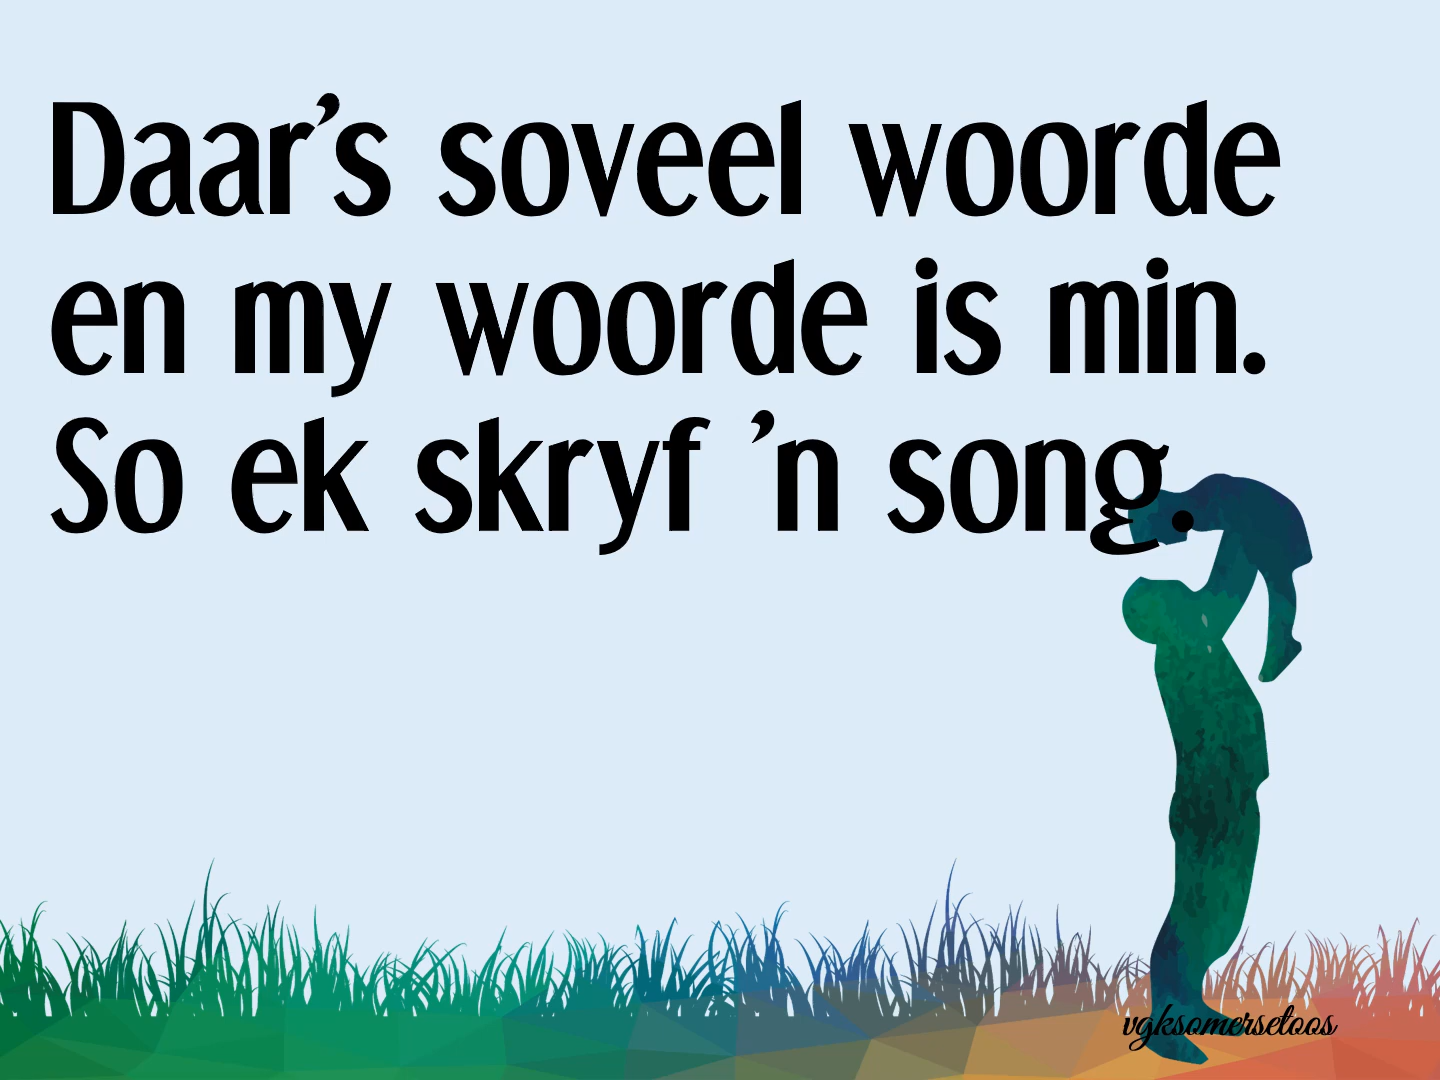 Daar’s soveel woorde
en my woorde is min.
So ek skryf ’n song.
vgksomersetoos